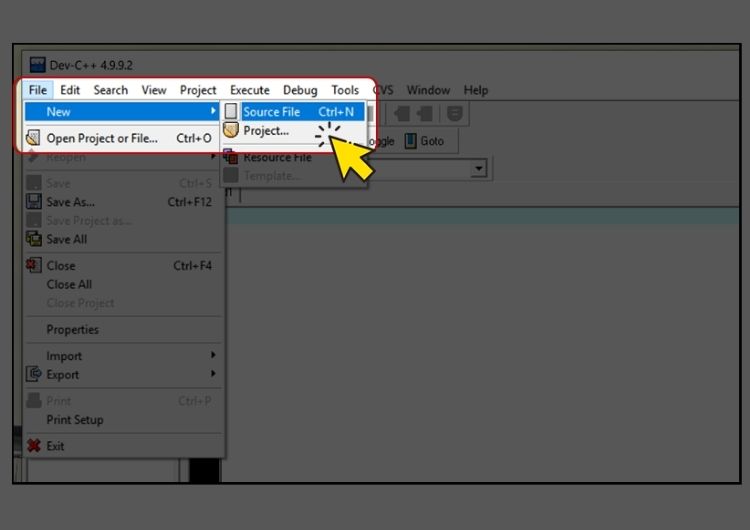 Dev-C++ 4.9.9.2
File Edit Search View Project Execute Debug Tools CVS Window Help
New
Source File Ctrl+N
Project...
Open Project or File... Ctrl+O
oggle Goto
Reopen
Resource File
Template...
Save Ctrl+S
Save As... Ctrl+F12
Save Project as...
Save All
Close Ctrl+F4
Close All
Close Project
Properties
Import
Export
Print Ctrl+P
Print Setup
Exit